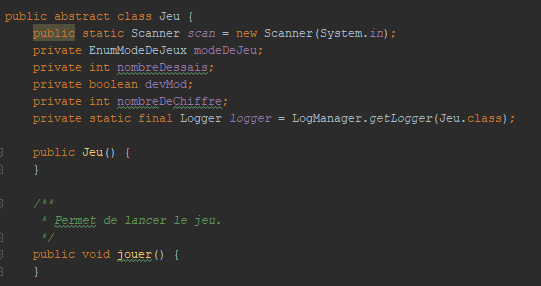 public abstract class Jeu {
public static Scanner scan = new Scanner(System.in);
private EnumModeDeJeux modeDeJeu;
private int nombreDessais;
private boolean devMod;
private int nombreDeChiffre;
private static final Logger logger = LogManager.getLogger(Jeu.class);
public Jeu() {
}
/**
* Permet de lancer le jeu.
*/
public void jouer() {
}